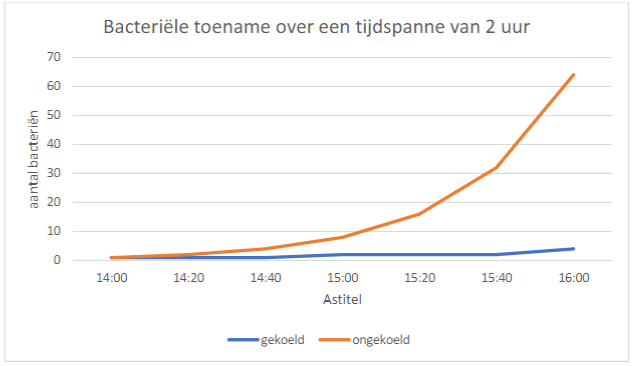 Bacteriële toename over een tijdspanne van 2 uur
70
60
50
40
30
20
10
0
aantal bacteriën
14:00 14:20 14:40 15:00 15:20 15:40 16:00
Astitel
gekoeld ongekoeld